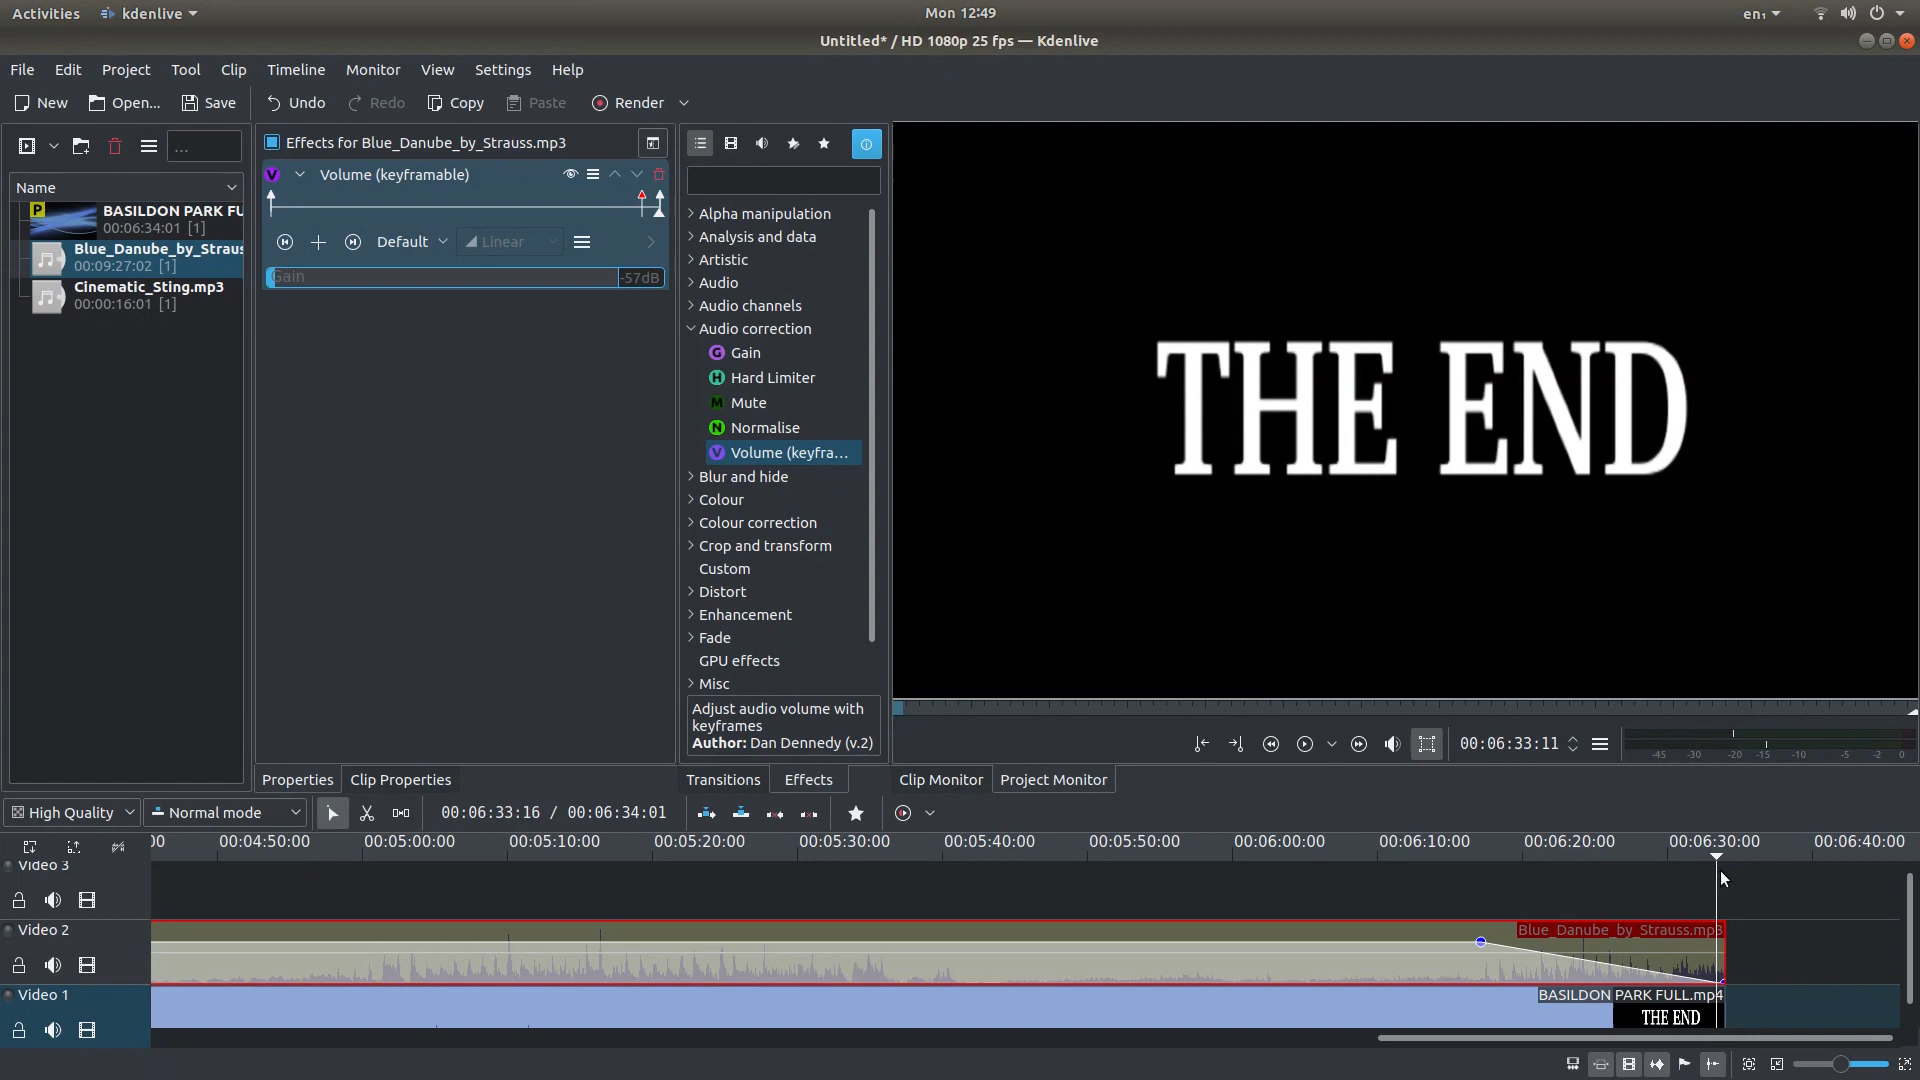 Activities kdenlive Mon 12:49 en₁
Untitled* / HD 1080p 25 fps — Kdenlive
File Edit Project Tool Clip Timeline Monitor View Settings Help
New Open... Save Undo Redo Copy Paste Render
...
Name
BASILDON PARK FU
00:06:34:01 [1]
Blue_Danube_by_Straus
00:09:27:02 [1]
Cinematic_Sting.mp3
00:00:16:01 [1]
Effects for Blue_Danube_by_Strauss.mp3
Volume (keyframable)
Default Linear
Gain -57dB
Alpha manipulation
Analysis and data
Artistic
Audio
Audio channels
Audio correction
Gain
Hard Limiter
Mute
Normalise
Volume (keyfra...
Blur and hide
Colour
Colour correction
Crop and transform
Custom
Distort
Enhancement
Fade
GPU effects
Misc
Adjust audio volume with
keyframes
Author: Dan Dennedy (v.2)
THE END
00:06:33:11
-45 -30 -20 -15 -10 -5 -2 0
Properties Clip Properties
Transitions Effects
Clip Monitor Project Monitor
High Quality Normal mode 00:06:33:16 / 00:06:34:01
00 00:04:50:00 00:05:00:00 00:05:10:00 00:05:20:00 00:05:30:00 00:05:40:00 00:05:50:00 00:06:00:00 00:06:10:00 00:06:20:00 00:06:30:00 00:06:40:00
Video 3
Video 2
Blue_Danube_by_Strauss.mp3
Video 1
BASILDON PARK FULL.mp4
THE END